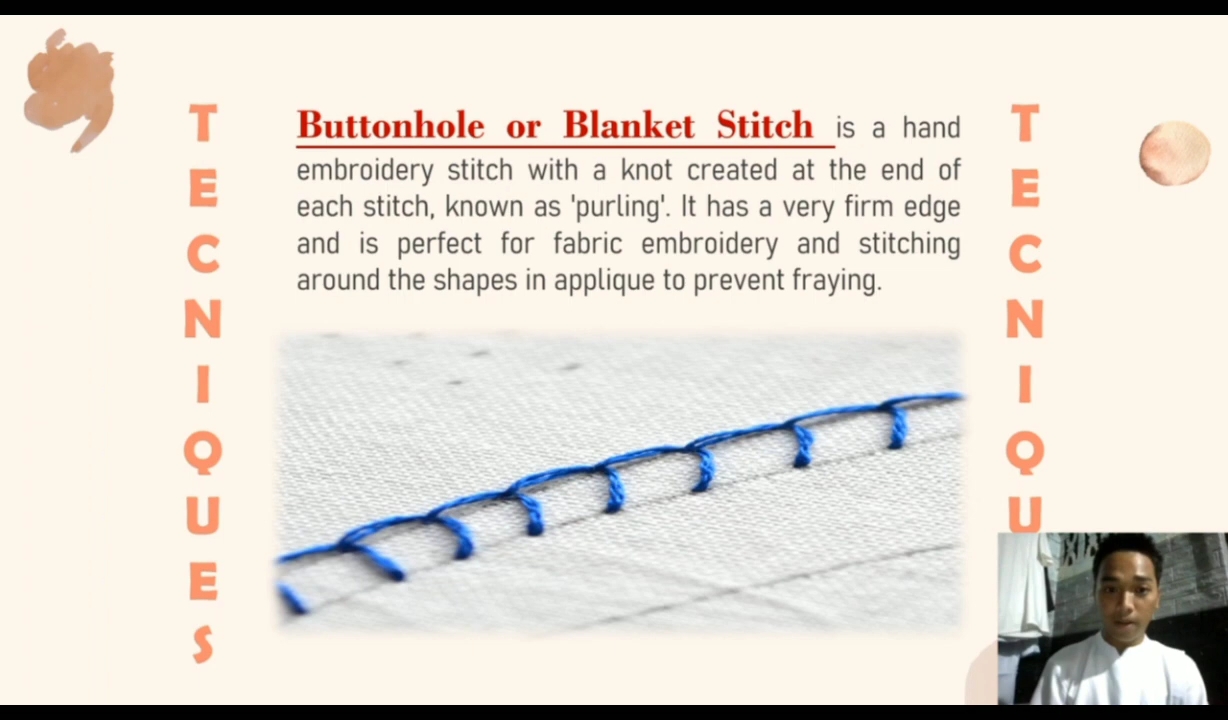 T
E
C
N
I
Q
U
E
S
Buttonhole or Blanket Stitch is a hand
embroidery stitch with a knot created at the end of
each stitch, known as 'purling'. It has a very firm edge
and is perfect for fabric embroidery and stitching
around the shapes in applique to prevent fraying.
T
E
C
N
I
Q
U